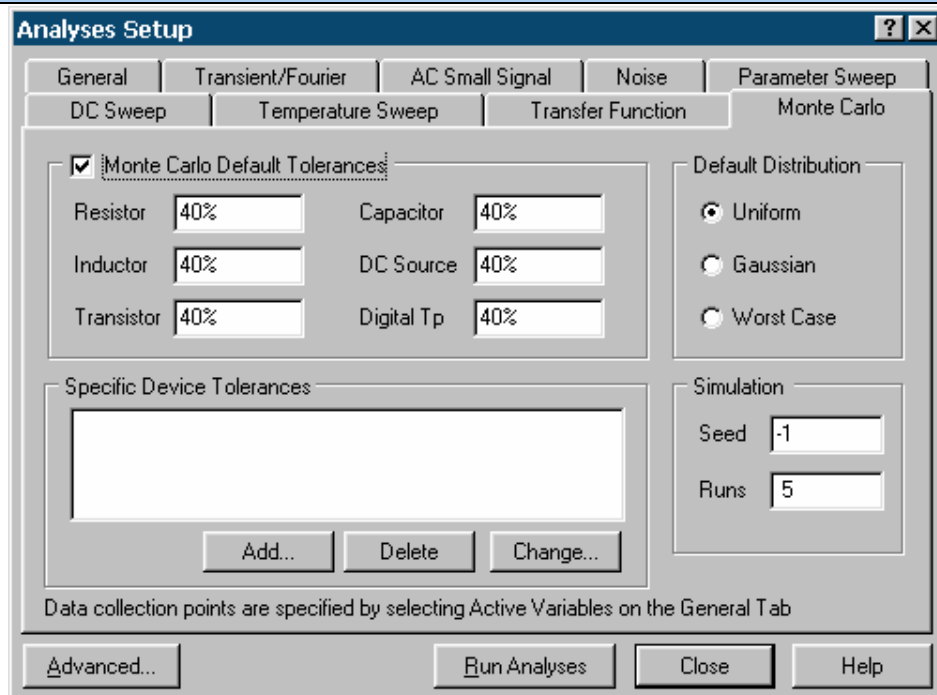 Analyses Setup
General Transient/Fourier AC Small Signal Noise Parameter Sweep
DC Sweep Temperature Sweep Transfer Function Monte Carlo
Monte Carlo Default Tolerances
Resistor 40% Capacitor 40%
Inductor 40% DC Source 40%
Transistor 40% Digital Tp 40%
Default Distribution
Uniform
Gaussian
Worst Case
Specific Device Tolerances
Add... Delete Change...
Simulation
Seed -1
Runs 5
Data collection points are specified by selecting Active Variables on the General Tab
Advanced... Run Analyses Close Help